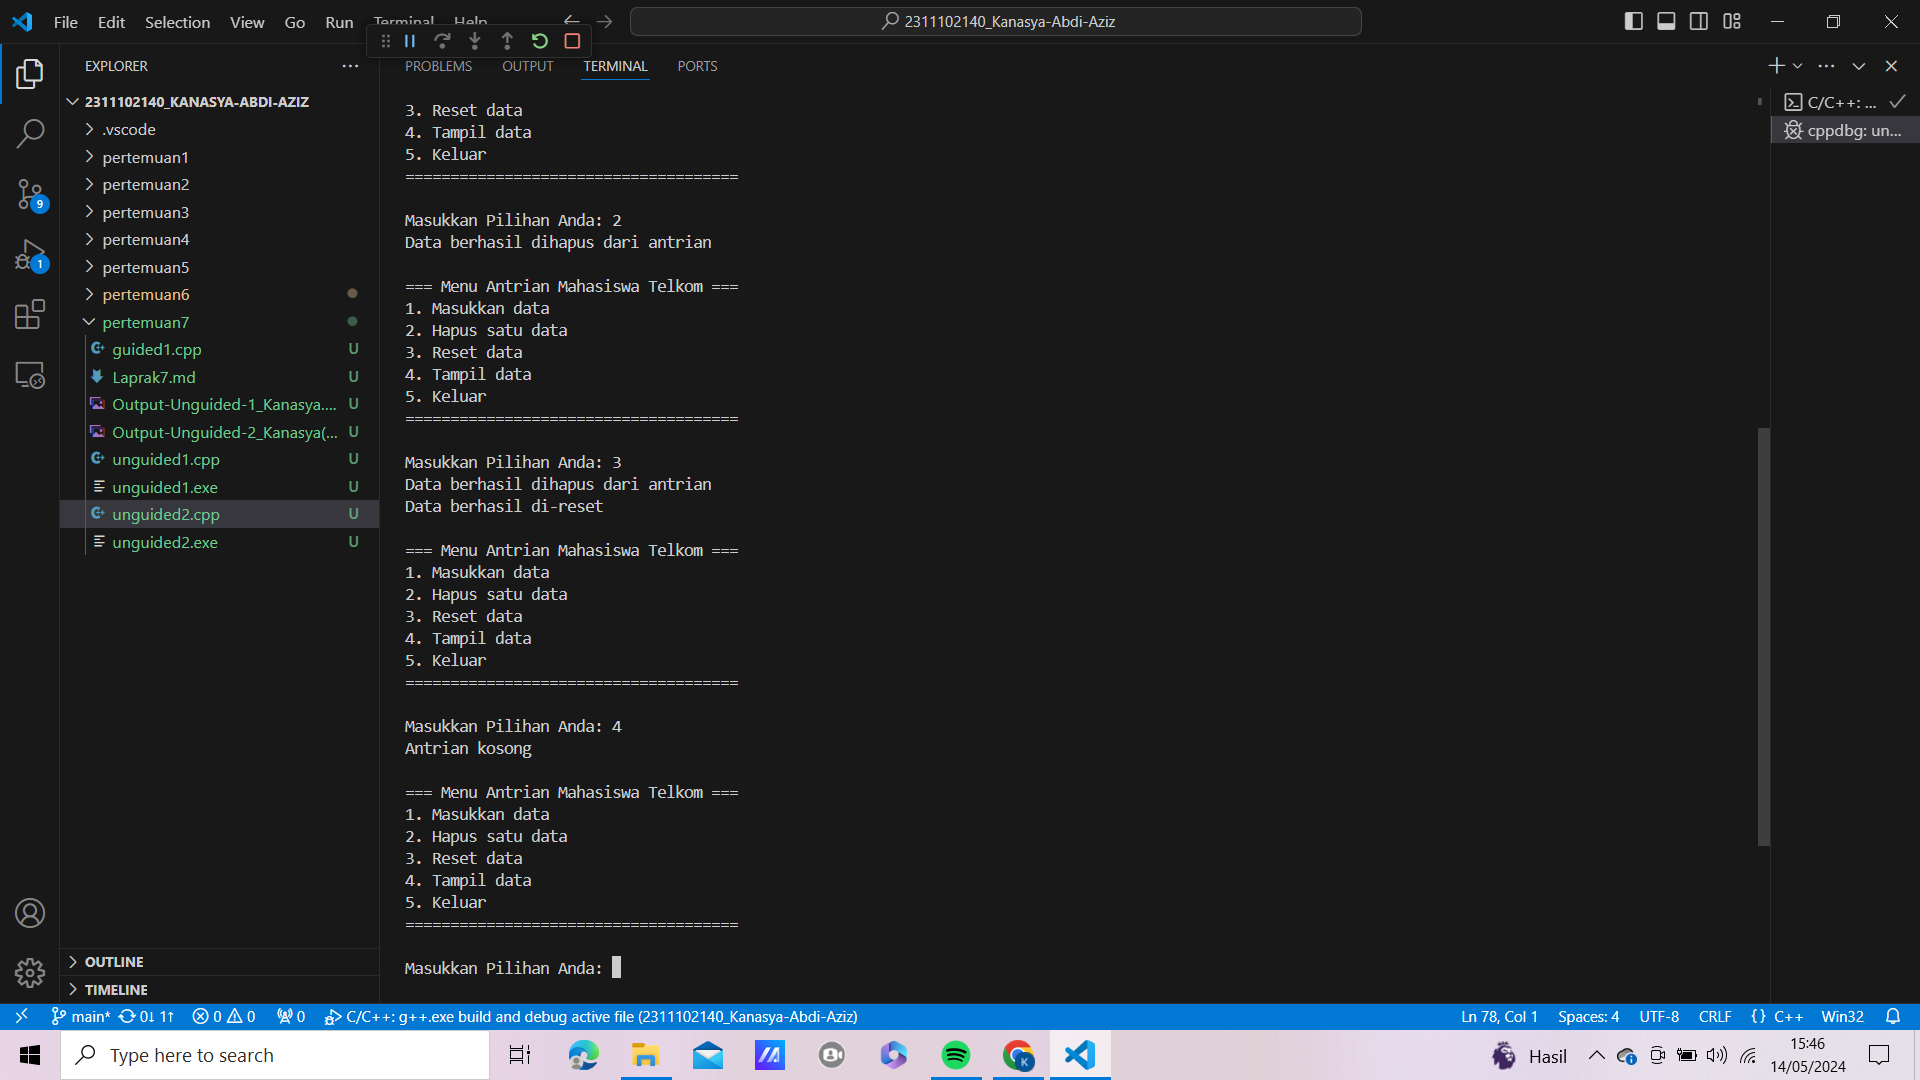 File Edit Selection View Go Run Terminal Help
2311102140_Kanasya-Abdi-Aziz
EXPLORER
2311102140_KANASYA-ABDI-AZIZ
.vscode
pertemuan1
pertemuan2
pertemuan3
pertemuan4
pertemuan5
pertemuan6
pertemuan7
guided1.cpp U
Laprak7.md U
Output-Unguided-1_Kanasya.... U
Output-Unguided-2_Kanasya(... U
unguided1.cpp U
unguided1.exe U
unguided2.cpp U
unguided2.exe U
OUTLINE
TIMELINE
9
1
PROBLEMS OUTPUT TERMINAL PORTS
3. Reset data
4. Tampil data
5. Keluar
=====================================
Masukkan Pilihan Anda: 2
Data berhasil dihapus dari antrian
=== Menu Antrian Mahasiswa Telkom ===
1. Masukkan data
2. Hapus satu data
3. Reset data
4. Tampil data
5. Keluar
=====================================
Masukkan Pilihan Anda: 3
Data berhasil dihapus dari antrian
Data berhasil di-reset
=== Menu Antrian Mahasiswa Telkom ===
1. Masukkan data
2. Hapus satu data
3. Reset data
4. Tampil data
5. Keluar
=====================================
Masukkan Pilihan Anda: 4
Antrian kosong
=== Menu Antrian Mahasiswa Telkom ===
1. Masukkan data
2. Hapus satu data
3. Reset data
4. Tampil data
5. Keluar
=====================================
Masukkan Pilihan Anda:
C/C++: ...
cppdbg: un...
main* 0↓ 1↑ 0 0 0 C/C++: g++.exe build and debug active file (2311102140_Kanasya-Abdi-Aziz)
Ln 78, Col 1 Spaces: 4 UTF-8 CRLF {} C++ Win32
Type here to search
Hasil
15:46
14/05/2024